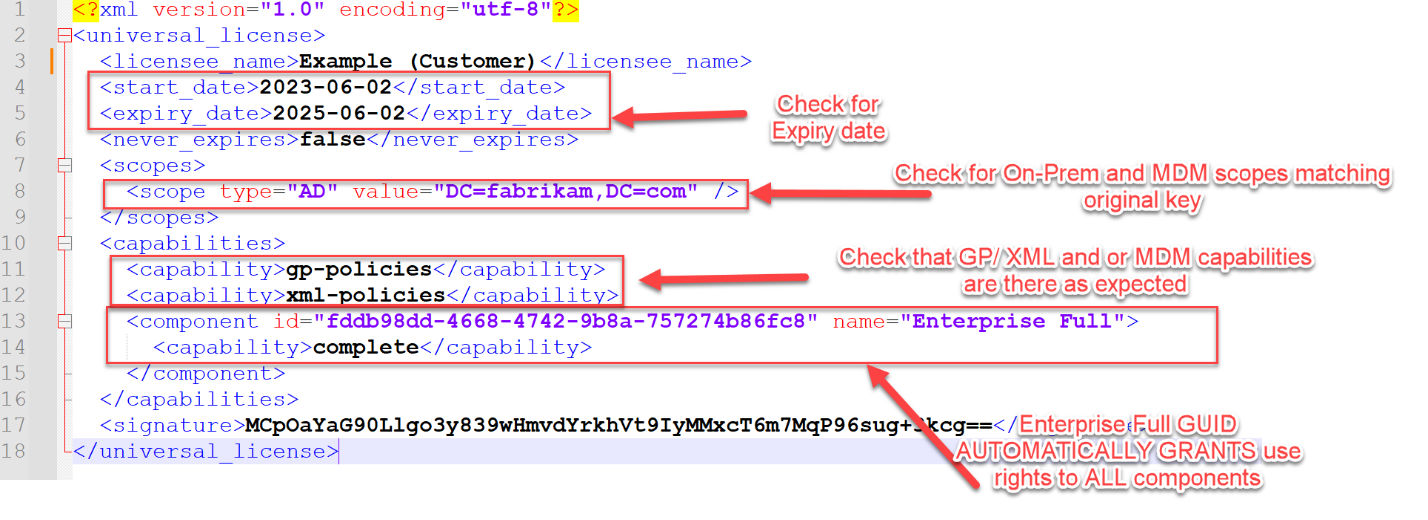 1 <?xml version="1.0" encoding="utf-8"?>
2 <universal_license>
3 <licensee_name>Example (Customer)</licensee_name>
4 <start_date>2023-06-02</start_date>
5 <expiry_date>2025-06-02</expiry_date>
Check for
Expiry date
6 <never_expires>false</never_expires>
7 <scopes>
8 <scope type="AD" value="DC=fabrikam,DC=com" />
Check for On-Prem and MDM scopes matching
original key
9 </scopes>
10 <capabilities>
11 <capability>gp-policies</capability>
12 <capability>xml-policies</capability>
Check that GP/ XML and or MDM capabilities
are there as expected
13 <component id="fddb98dd-4668-4742-9b8a-757274b86fc8" name="Enterprise Full">
14 <capability>complete</capability>
15 </component>
16 </capabilities>
17 <signature>MCpOaYaG90Llgo3y839wHmvdYrkhVt9IyMMxcT6m7MqP96sug+ kcg==</
18 </universal_license>
Enterprise Full GUID
AUTOMATICALLY GRANTS use
rights to ALL components